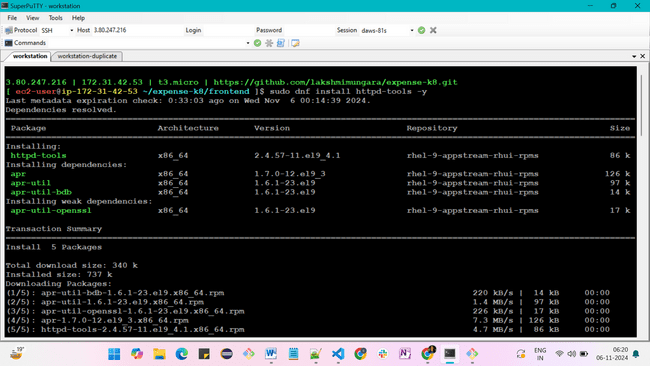 SuperPuTTY - workstation
File View Tools Help
Protocol SSH Host 3.80.247.216 Login Password Session daws-81s
Commands
workstation workstation-duplicate
3.80.247.216 | 172.31.42.53 | t3.micro | https://github.com/lakshmimungara/expense-k8.git
[ ec2-user@ip-172-31-42-53 ~/expense-k8/frontend ]$ sudo dnf install httpd-tools -y
Last metadata expiration check: 0:33:03 ago on Wed Nov  6 00:14:39 2024.
Dependencies resolved.
Package Architecture Version Repository Size
Installing:
httpd-tools x86_64 2.4.57-11.el9_4.1 rhel-9-appstream-rhui-rpms 86 k
Installing dependencies:
apr x86_64 1.7.0-12.el9_3 rhel-9-appstream-rhui-rpms 126 k
apr-util x86_64 1.6.1-23.el9 rhel-9-appstream-rhui-rpms 97 k
apr-util-bdb x86_64 1.6.1-23.el9 rhel-9-appstream-rhui-rpms 14 k
Installing weak dependencies:
apr-util-openssl x86_64 1.6.1-23.el9 rhel-9-appstream-rhui-rpms 17 k
Transaction Summary
Install  5 Packages
Total download size: 340 k
Installed size: 737 k
Downloading Packages:
(1/5): apr-util-bdb-1.6.1-23.el9.x86_64.rpm 220 kB/s | 14 kB 00:00
(2/5): apr-util-1.6.1-23.el9.x86_64.rpm 1.4 MB/s | 97 kB 00:00
(3/5): apr-util-openssl-1.6.1-23.el9.x86_64.rpm 226 kB/s | 17 kB 00:00
(4/5): apr-1.7.0-12.el9_3.x86_64.rpm 7.3 MB/s | 126 kB 00:00
(5/5): httpd-tools-2.4.57-11.el9_4.1.x86_64.rpm 4.7 MB/s | 86 kB 00:00
19°
ENG
IN
06:20
06-11-2024